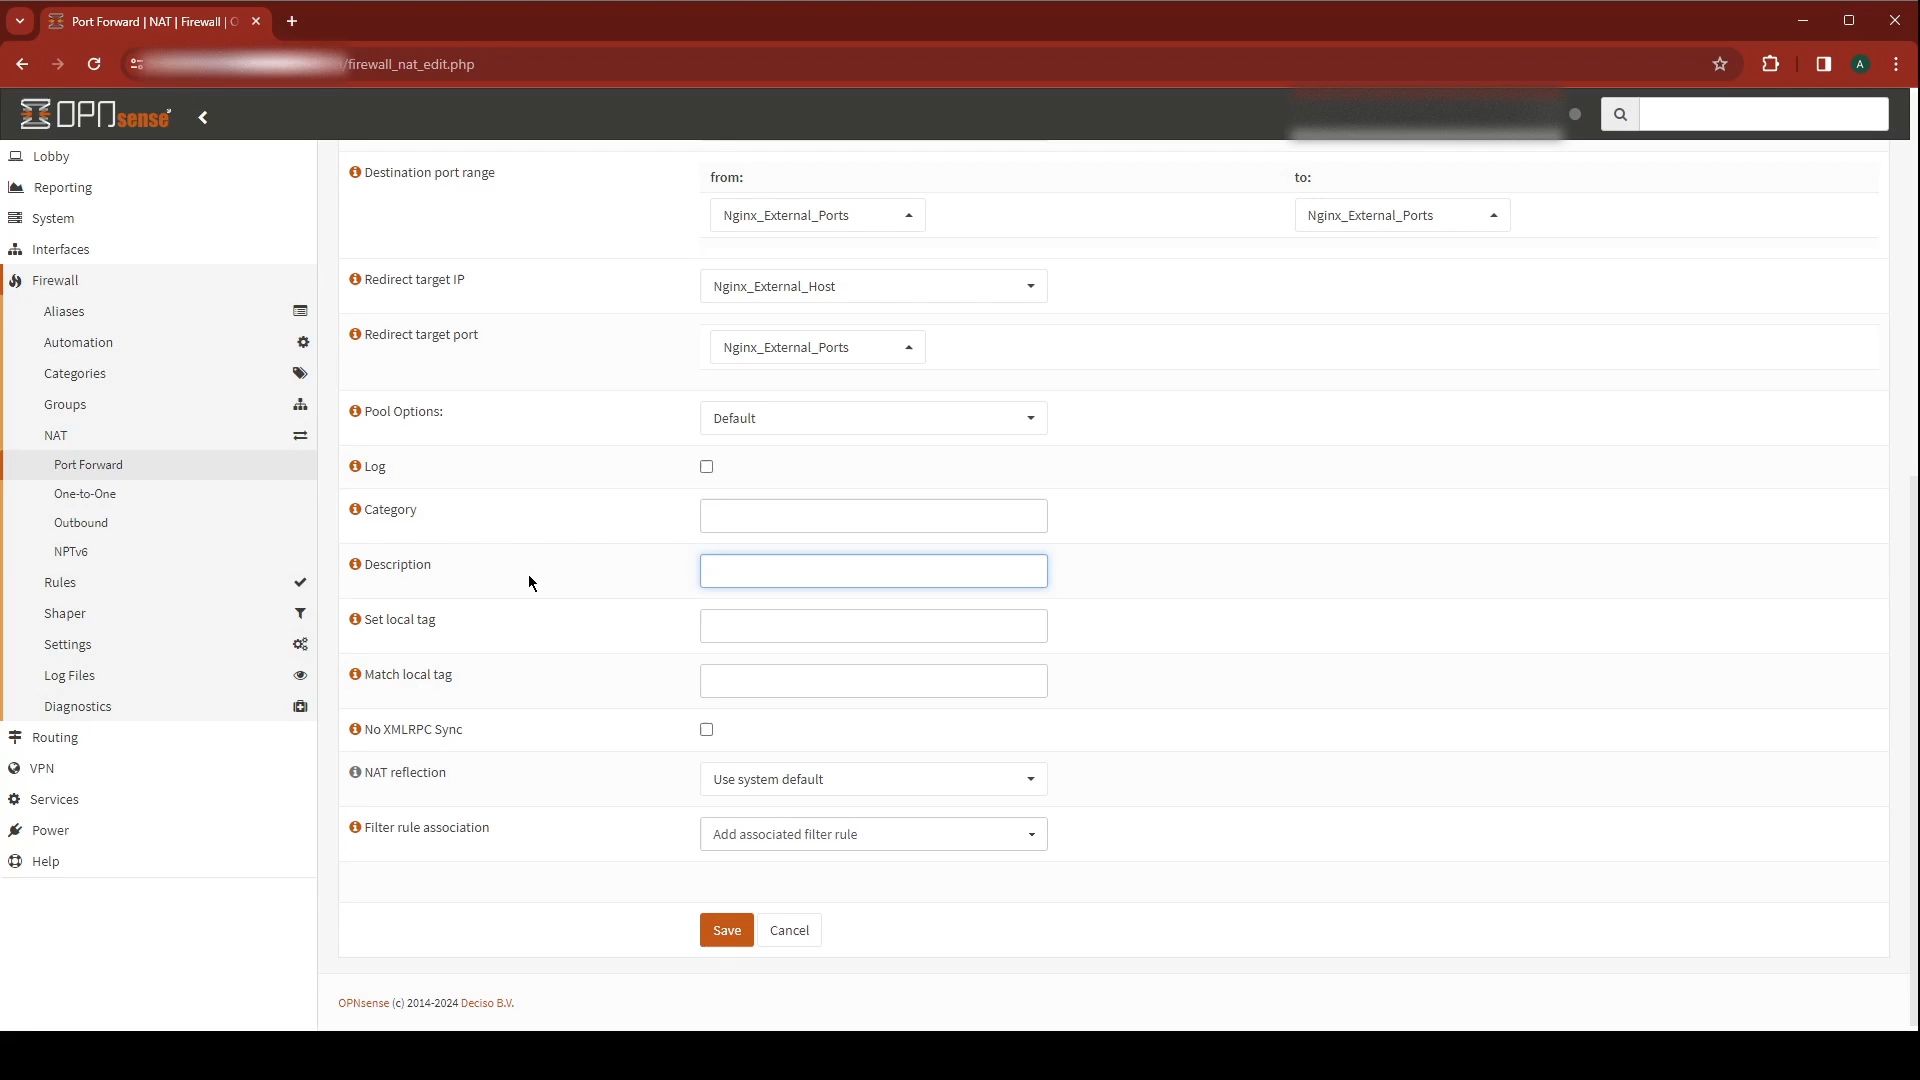 Port Forward | NAT | Firewall |
/firewall_nat_edit.php
A
OPNsense
Lobby
Reporting
System
Interfaces
Firewall
Aliases
Automation
Categories
Groups
NAT
Port Forward
One-to-One
Outbound
NPTv6
Rules
Shaper
Settings
Log Files
Diagnostics
Routing
VPN
Services
Power
Help
Destination port range
from:
to:
Nginx_External_Ports
Nginx_External_Ports
Redirect target IP
Nginx_External_Host
Redirect target port
Nginx_External_Ports
Pool Options:
Default
Log
Category
Description
Set local tag
Match local tag
No XMLRPC Sync
NAT reflection
Use system default
Filter rule association
Add associated filter rule
Save
Cancel
OPNsense (c) 2014-2024 Deciso B.V.